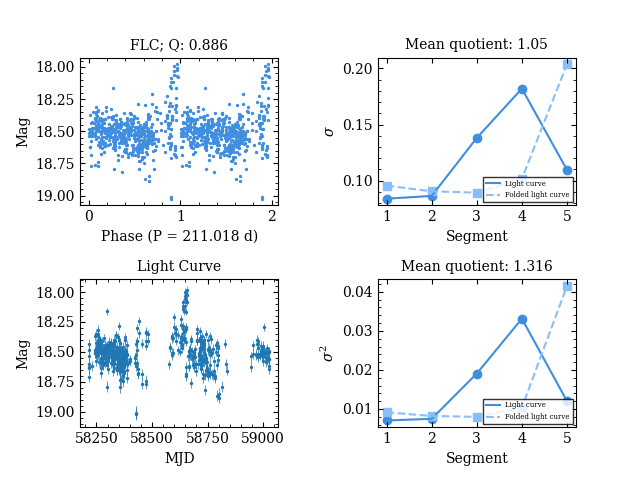 FLC; Q: 0.886
Mag
18.00
18.25
18.50
18.75
19.00
0
1
2
Phase (P = 211.018 d)
Mean quotient: 1.05
σ
0.20
0.15
0.10
1 2 3 4 5
Light curve
Folded light curve
Segment
Light Curve
Mag
18.00
18.25
18.50
18.75
19.00
58250 58500 58750 59000
MJD
Mean quotient: 1.316
σ²
0.04
0.03
0.02
0.01
1 2 3 4 5
Light curve
Folded light curve
Segment